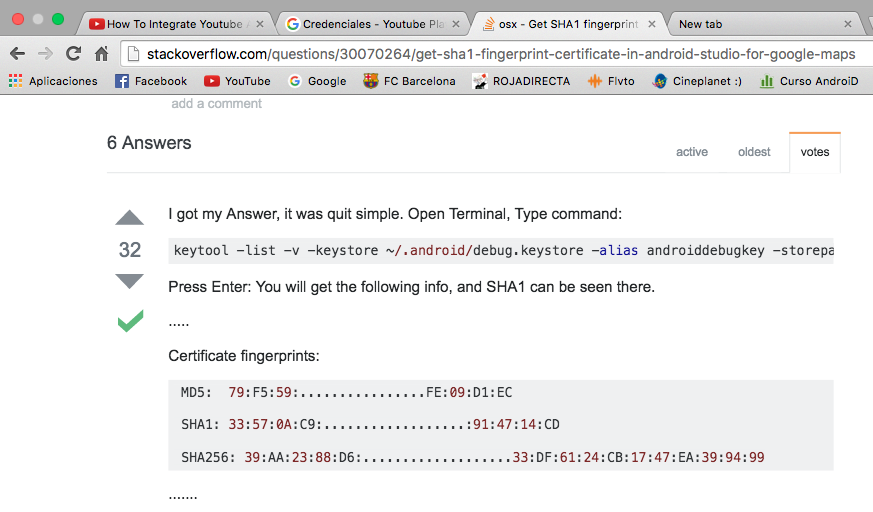 How To Integrate Youtube
Credenciales - Youtube Pla
osx - Get SHA1 fingerprint
New tab
stackoverflow.com/questions/30070264/get-sha1-fingerprint-certificate-in-android-studio-for-google-maps
Aplicaciones Facebook YouTube Google FC Barcelona ROJADIRECTA Flvto Cineplanet :) Curso AndroiD
add a comment
6 Answers
active oldest votes
I got my Answer, it was quit simple. Open Terminal, Type command:
32
keytool -list -v -keystore ~/.android/debug.keystore -alias androiddebugkey -storepa
Press Enter: You will get the following info, and SHA1 can be seen there.
.....
Certificate fingerprints:
MD5: 79:F5:59:................FE:09:D1:EC
SHA1: 33:57:0A:C9:..................:91:47:14:CD
SHA256: 39:AA:23:88:D6:...................33:DF:61:24:CB:17:47:EA:39:94:99
.......